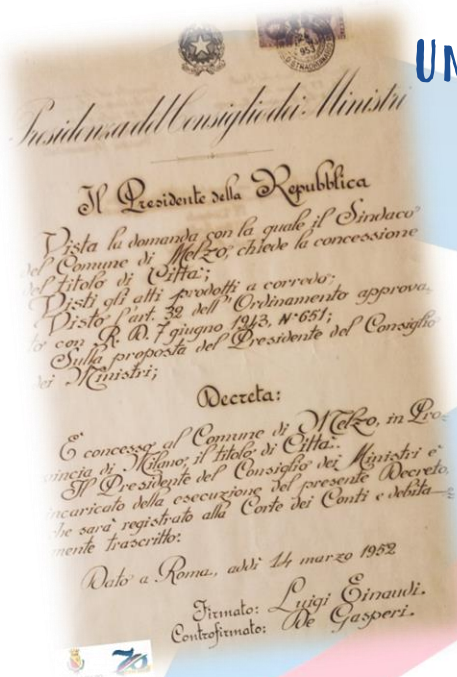 UN
Presidenza del Consiglio dei Ministri
Il Presidente della Repubblica
Vista la domanda con la quale il Sindaco
del Comune di Melzo, chiede la concessione
del titolo di Città;
Visti gli atti prodotti a corredo;
Visto l'art. 32 dell'Ordinamento approva-
to con R. D. 7 giugno 1943, N° 651;
Sulla proposta del Presidente del Consiglio
dei Ministri;
Decreta:
È concesso al Comune di Melzo, in Pro-
vincia di Milano, il titolo di Città.
Il Presidente del Consiglio dei Ministri è
incaricato della esecuzione del presente Decreto,
che sarà registrato alla Corte dei Conti e debita-
mente trascritto.
Dato a Roma, addì 14 marzo 1952
Firmato: Luigi Einaudi.
Controfirmato: De Gasperi.
70